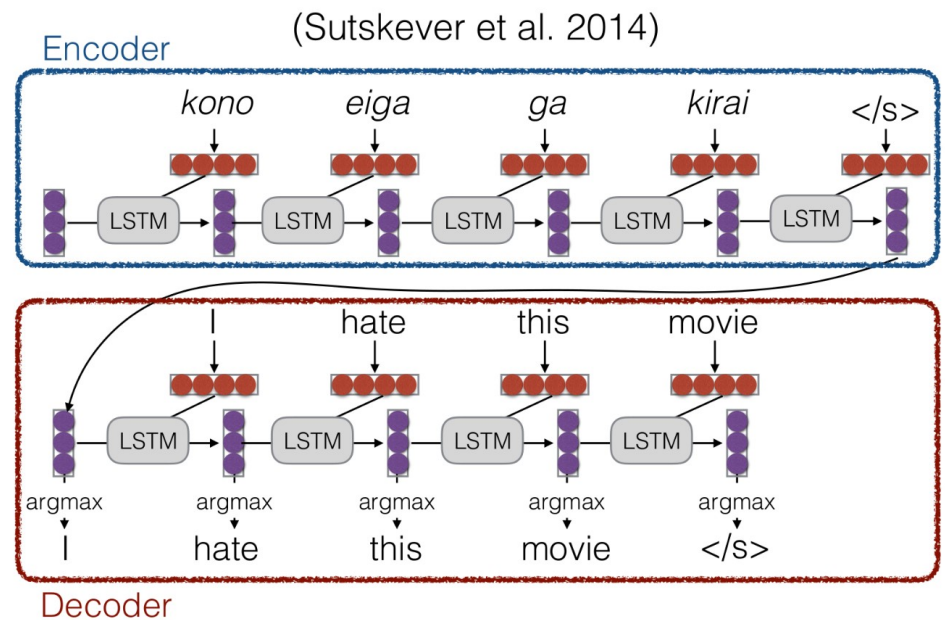 (Sutskever et al. 2014)
Encoder
kono eiga ga kirai </s>
LSTM LSTM LSTM LSTM LSTM
I hate this movie
LSTM LSTM LSTM LSTM
argmax argmax argmax argmax argmax
I hate this movie </s>
Decoder